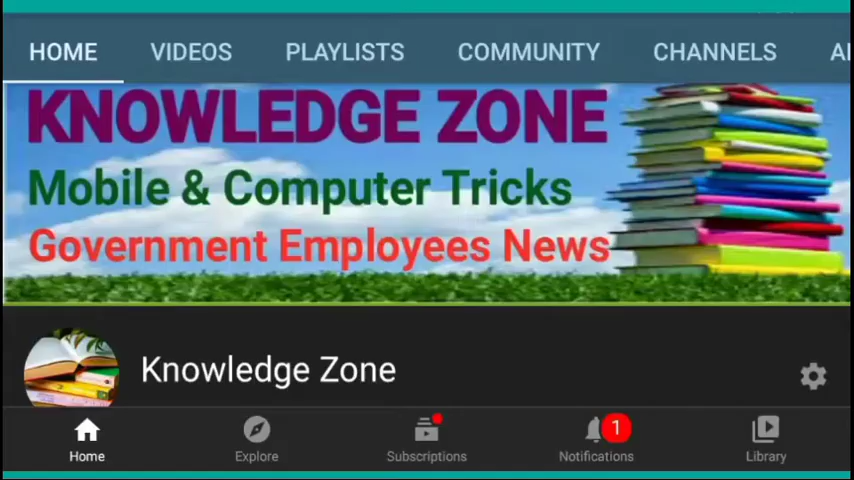 HOME VIDEOS PLAYLISTS COMMUNITY CHANNELS
KNOWLEDGE ZONE
Mobile & Computer Tricks
Government Employees News
Knowledge Zone
1
Home Explore Subscriptions Notifications Library